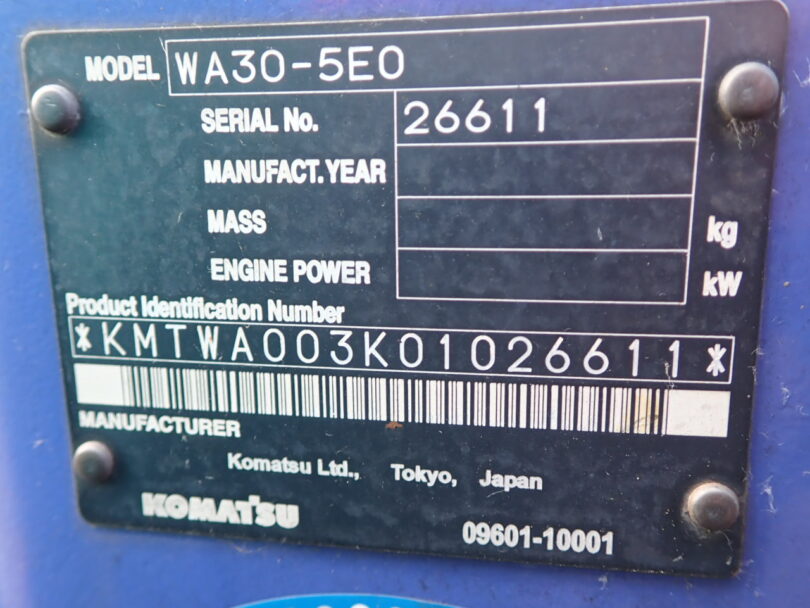 MODEL WA30-5E0
SERIAL No. 26611
MANUFACT. YEAR
MASS kg
ENGINE POWER kW
Product Identification Number
*KMTWA003K01026611*
MANUFACTURER
Komatsu Ltd., Tokyo, Japan
KOMATSU
09601-10001